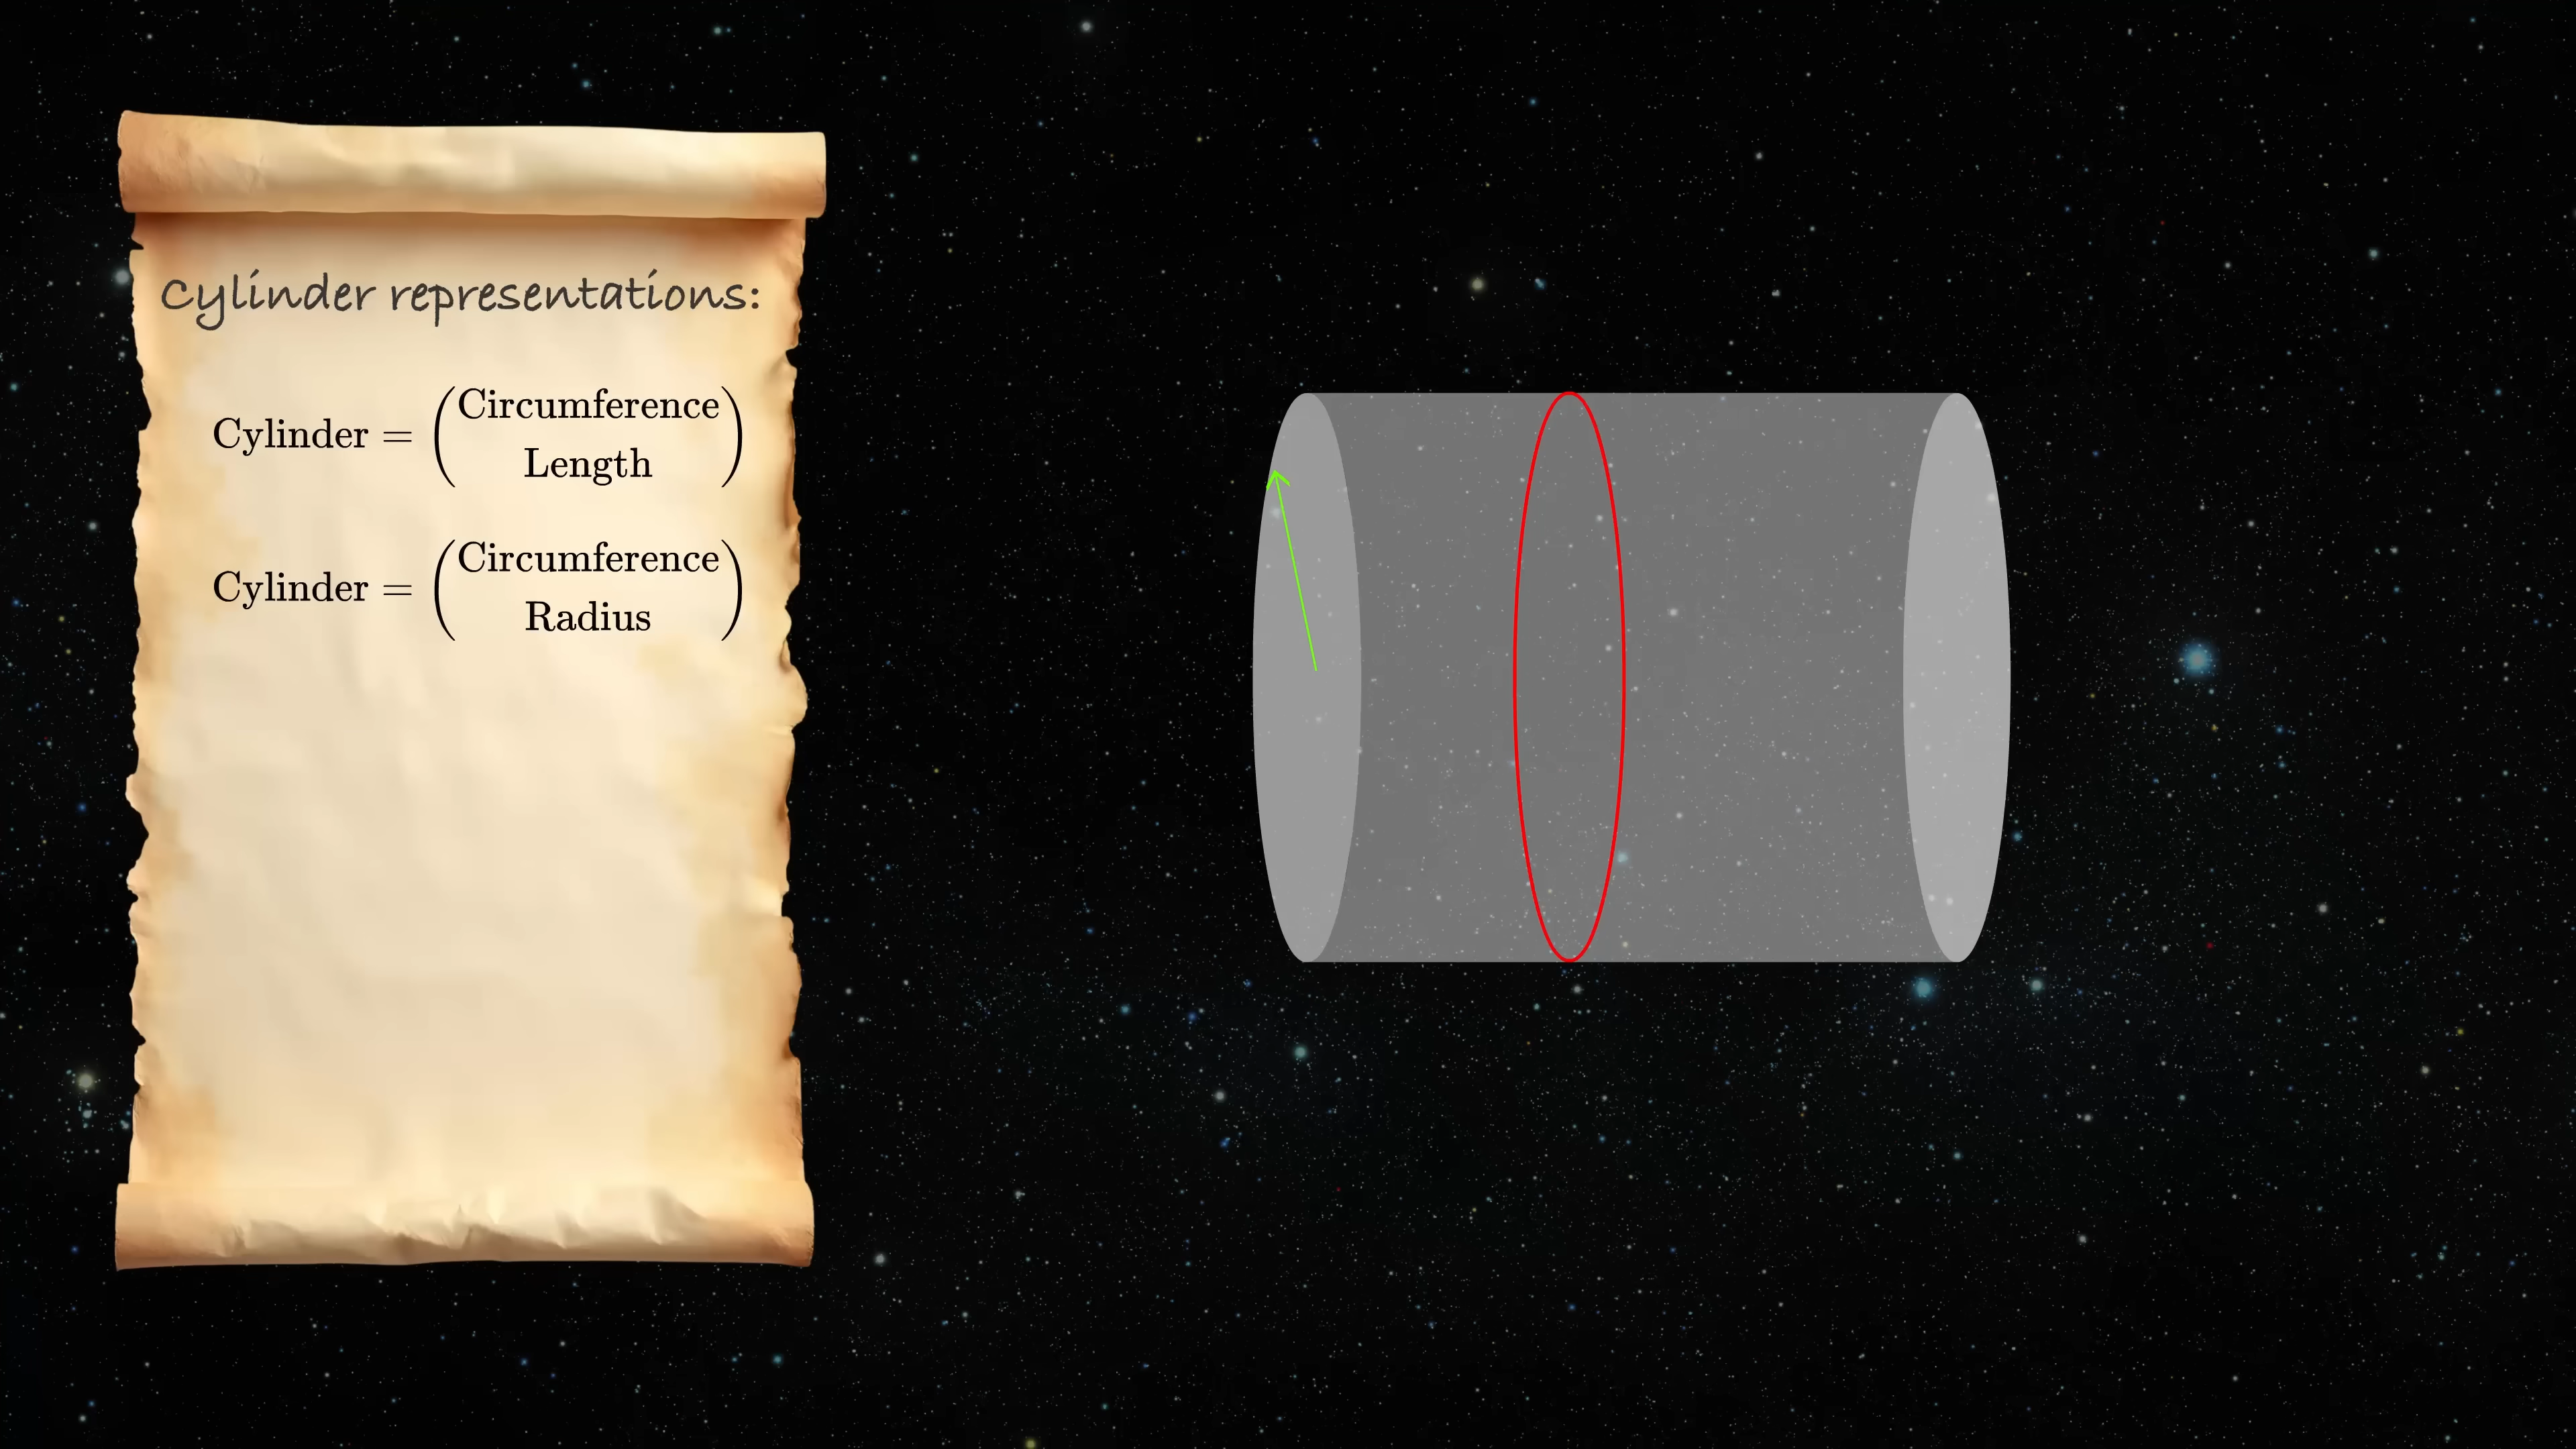 Cylinder representations:
Cylinder = (Circumference
Length)
Cylinder = (Circumference
Radius)